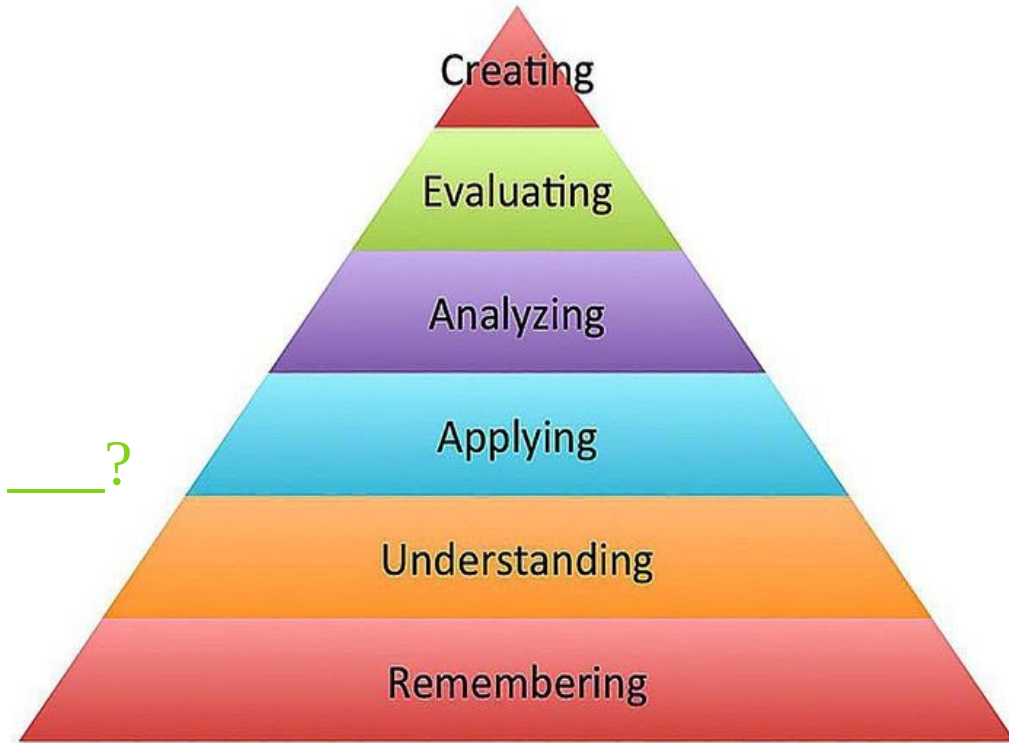 Creating
Evaluating
Analyzing
Applying
____?
Understanding
Remembering